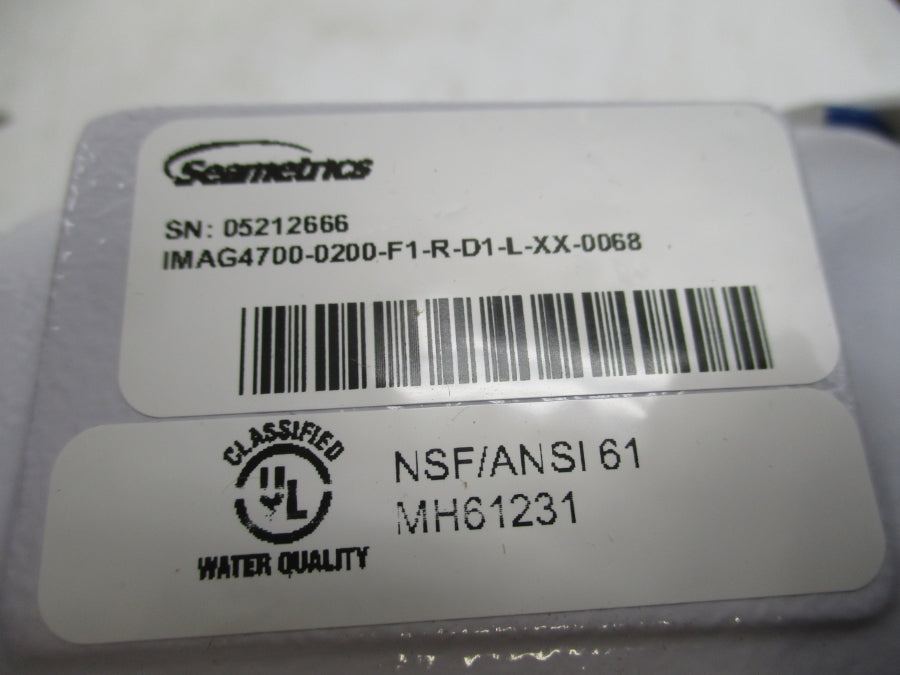 Seametrics
SN: 05212666
IMAG4700-0200-F1-R-D1-L-XX-0068
CLASSIFIED
UL
WATER QUALITY
NSF/ANSI 61
MH61231